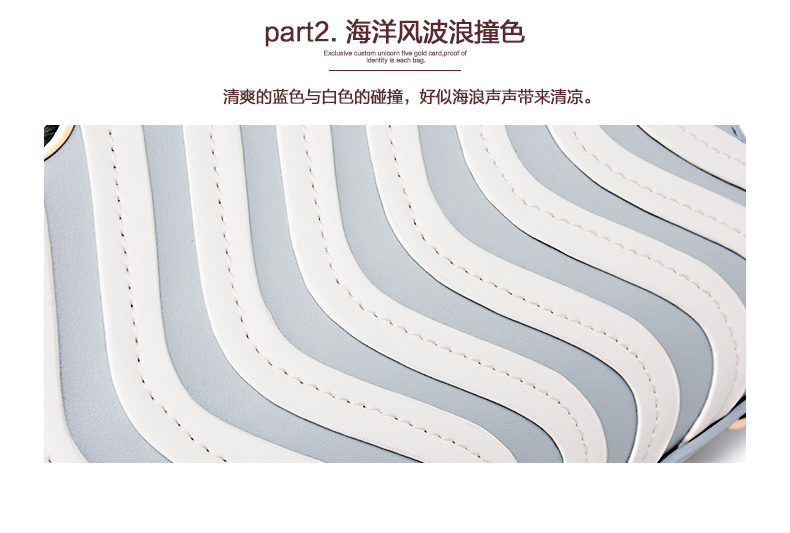 part2. 海洋风波浪撞色
Exclusive custom unicorn five gold card,proof of
identity is each bag.
清爽的蓝色与白色的碰撞，好似海浪声声带来清凉。